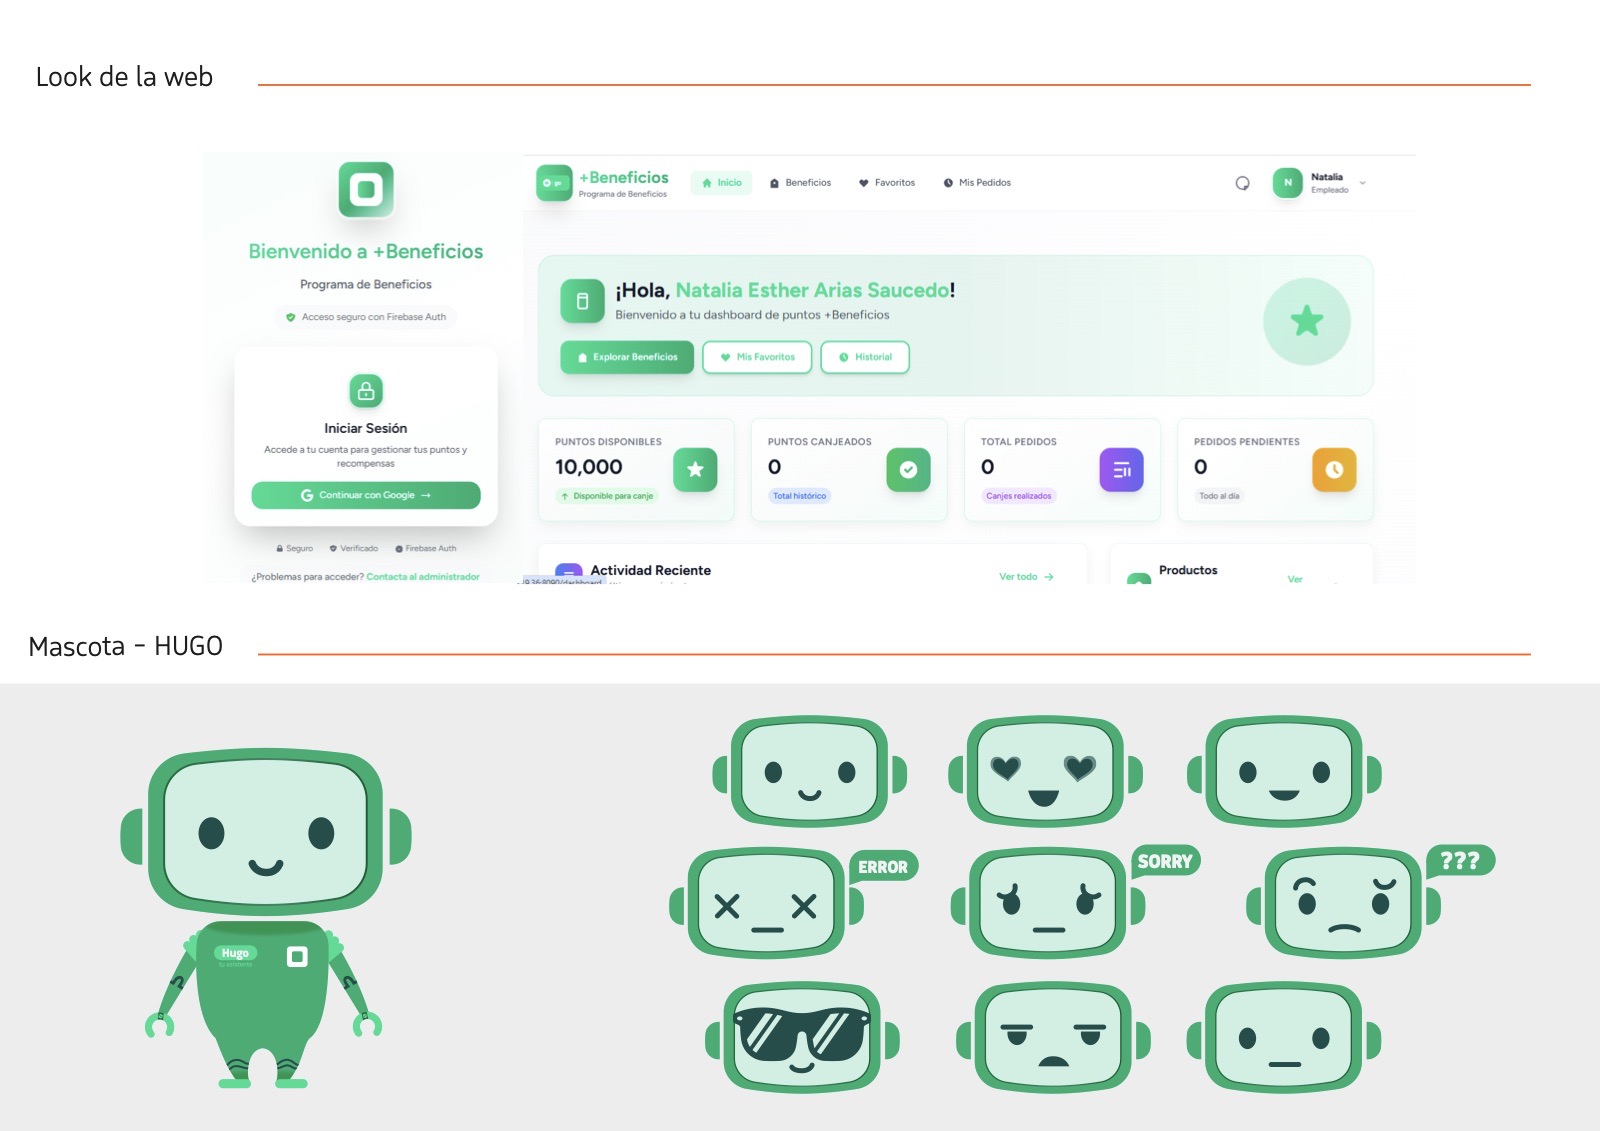 Look de la web
Bienvenido a +Beneficios
Programa de Beneficios
Acceso seguro con Firebase Auth
Iniciar Sesión
Accede a tu cuenta para gestionar tus puntos y
recompensas
Continuar con Google →
Seguro Verificado Firebase Auth
¿Problemas para acceder? Contacta al administrador
+Beneficios
Programa de Beneficios
Inicio Beneficios Favoritos Mis Pedidos
N
Natalia
Empleado
¡Hola, Natalia Esther Arias Saucedo!
Bienvenido a tu dashboard de puntos +Beneficios
Explorar Beneficios Mis Favoritos Historial
PUNTOS DISPONIBLES
10,000
↑ Disponible para canje
PUNTOS CANJEADOS
0
Total histórico
TOTAL PEDIDOS
0
Canjes realizados
PEDIDOS PENDIENTES
0
Todo al día
Actividad Reciente
Ver todo →
Productos
Ver
Mascota - HUGO
Hugo
ERROR
SORRY
???